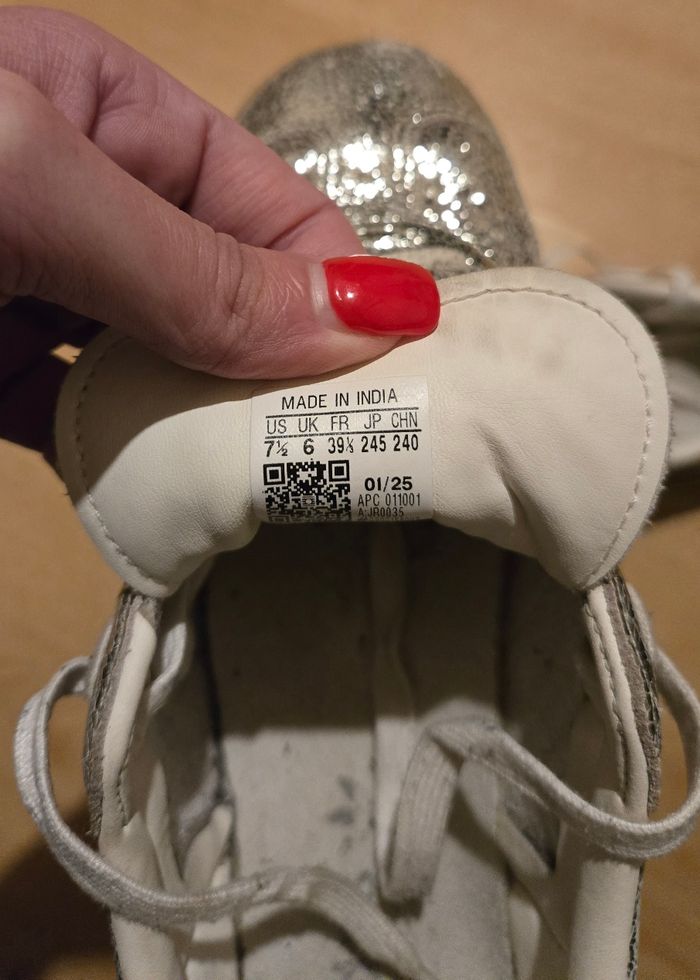 MADE IN INDIA
US UK FR JP CHN
7½ 6 39⅓ 245 240
01/25
APC 011001
A:JR0035